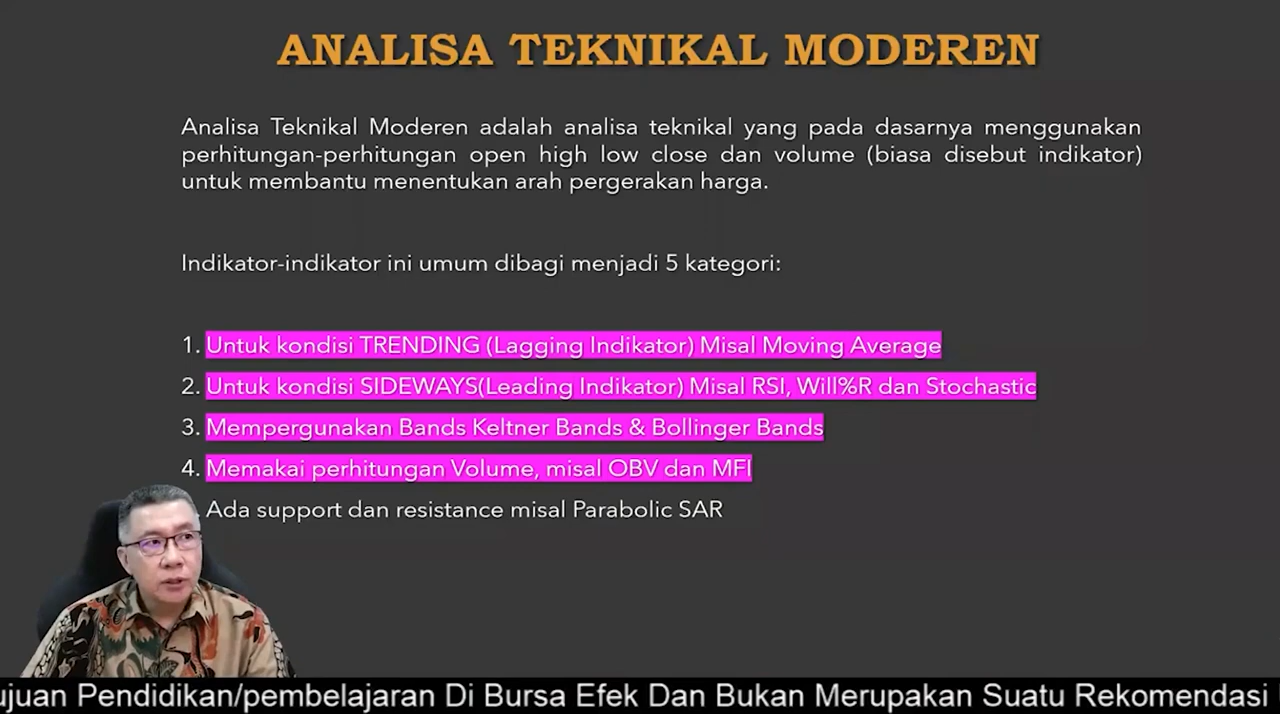 ANALISA TEKNIKAL MODEREN
Analisa Teknikal Moderen adalah analisa teknikal yang pada dasarnya menggunakan
perhitungan-perhitungan open high low close dan volume (biasa disebut indikator)
untuk membantu menentukan arah pergerakan harga.
Indikator-indikator ini umum dibagi menjadi 5 kategori:
1. Untuk kondisi TRENDING (Lagging Indikator) Misal Moving Average
2. Untuk kondisi SIDEWAYS(Leading Indikator) Misal RSI, Will%R dan Stochastic
3. Mempergunakan Bands Keltner Bands & Bollinger Bands
4. Memakai perhitungan Volume, misal OBV dan MFI
Ada support dan resistance misal Parabolic SAR
Pendidikan/pembelajaran Di Bursa Efek Dan Bukan Merupakan Suatu Rekomendasi